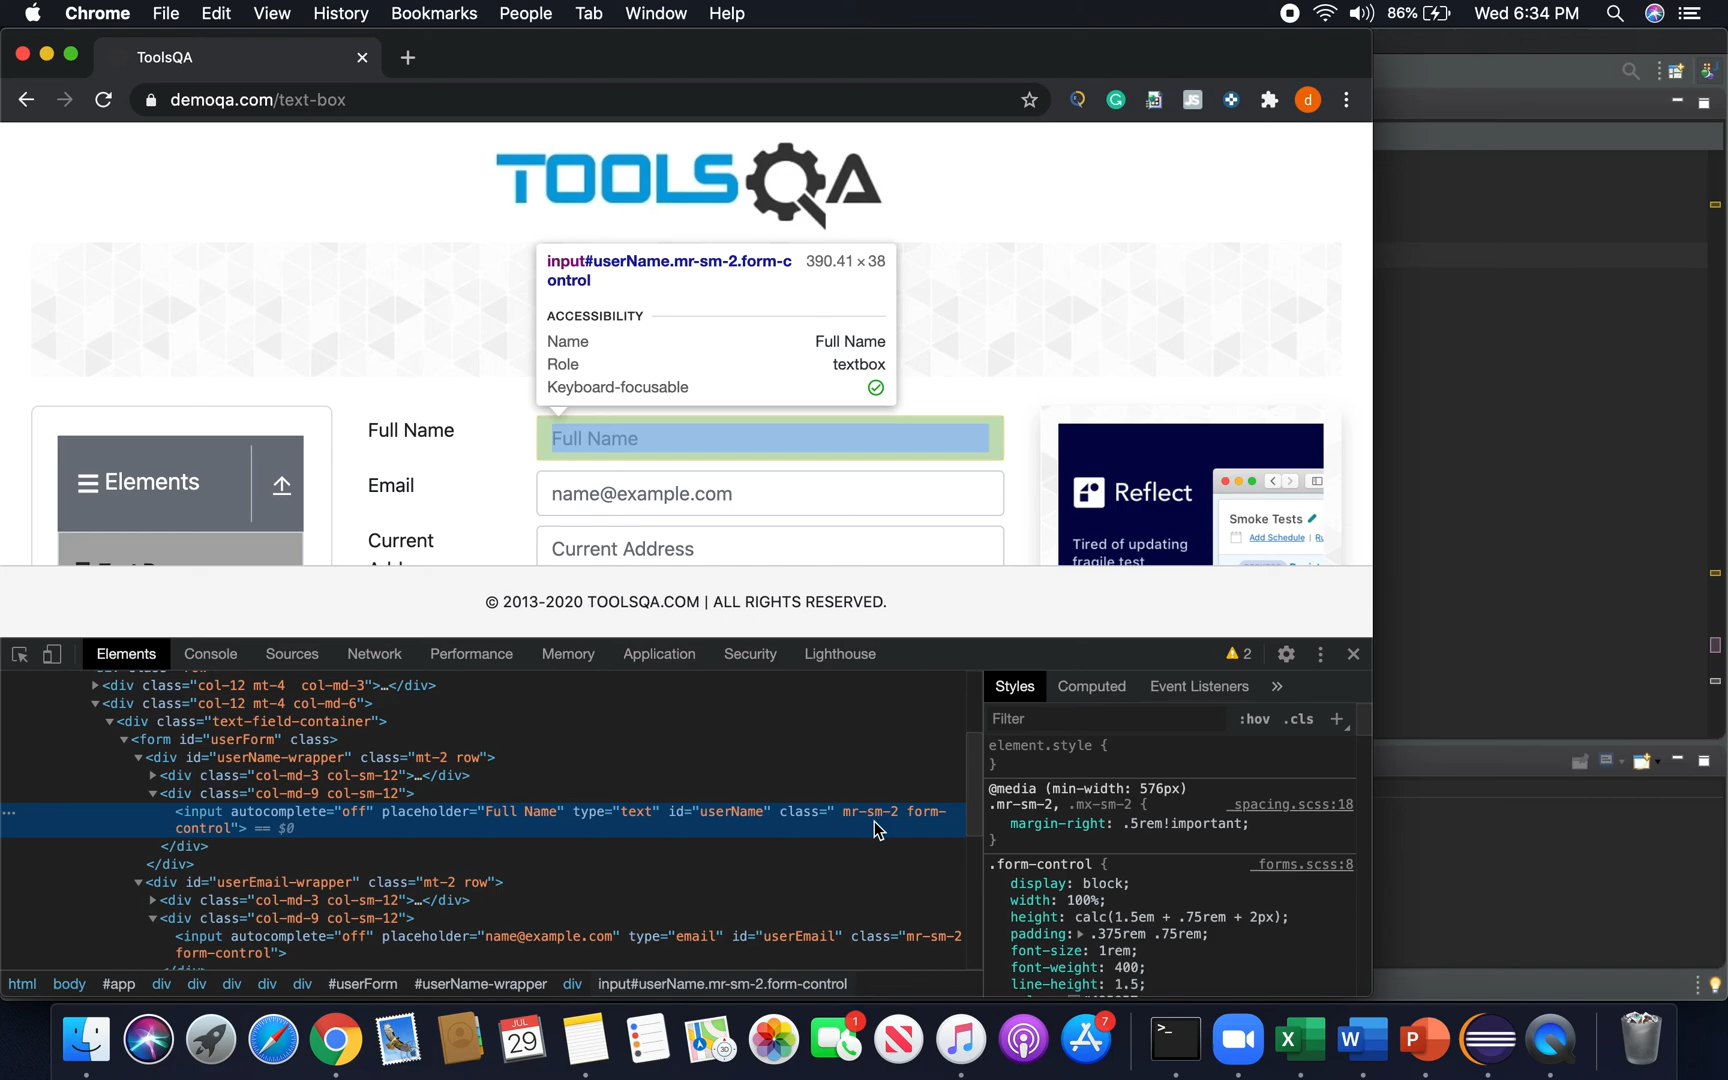 Chrome File Edit View History Bookmarks People Tab Window Help 86% Wed 6:34 PM
ToolsQA
demoqa.com/text-box
JS
d
TOOLSQA
input#userName.mr-sm-2.form-c 390.41 × 38
ontrol
ACCESSIBILITY
Name Full Name
Role textbox
Keyboard-focusable
Full Name Full Name
Elements
Email name@example.com
Reflect
Smoke Tests
Add Schedule
Current Current Address
Tired of updating
fragile test
© 2013-2020 TOOLSQA.COM | ALL RIGHTS RESERVED.
Elements Console Sources Network Performance Memory Application Security Lighthouse 2
<div class="col-12 mt-4  col-md-3">…</div>
<div class="col-12 mt-4 col-md-6">
<div class="text-field-container">
<form id="userForm" class>
<div id="userName-wrapper" class="mt-2 row">
<div class="col-md-3 col-sm-12">…</div>
<div class="col-md-9 col-sm-12">
<input autocomplete="off" placeholder="Full Name" type="text" id="userName" class=" mr-sm-2 form-
control"> == $0
</div>
</div>
<div id="userEmail-wrapper" class="mt-2 row">
<div class="col-md-3 col-sm-12">…</div>
<div class="col-md-9 col-sm-12">
<input autocomplete="off" placeholder="name@example.com" type="email" id="userEmail" class="mr-sm-2
form-control">
html body #app div div div div div #userForm #userName-wrapper div input#userName.mr-sm-2.form-control
Styles Computed Event Listeners »
Filter :hov .cls +
element.style {
}
@media (min-width: 576px)
.mr-sm-2, .mx-sm-2 { _spacing.scss:18
margin-right: .5rem!important;
}
.form-control { _forms.scss:8
display: block;
width: 100%;
height: calc(1.5em + .75rem + 2px);
padding: .375rem .75rem;
font-size: 1rem;
font-weight: 400;
line-height: 1.5;
JUL
29
1
7
>_
X
W
P